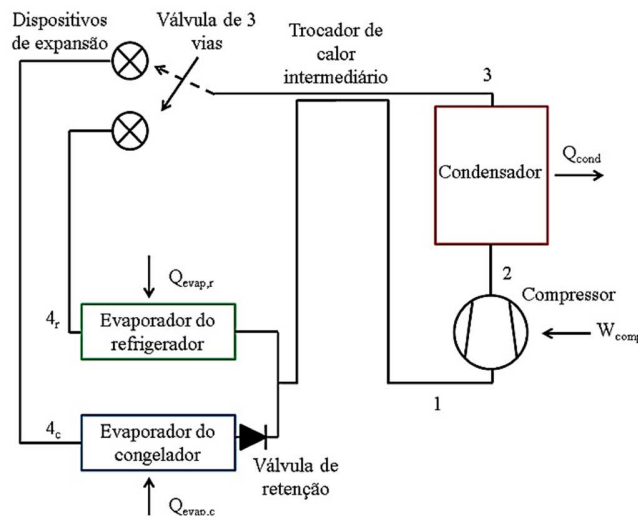 Dispositivos
de expansão
Válvula de 3
vias
Trocador de
calor
intermediário
3
Condensador
Qcond
2
Compressor
Wcomp
1
Qevap,r
4r
Evaporador do
refrigerador
4c
Evaporador do
congelador
Válvula de
retenção
Qevap,c